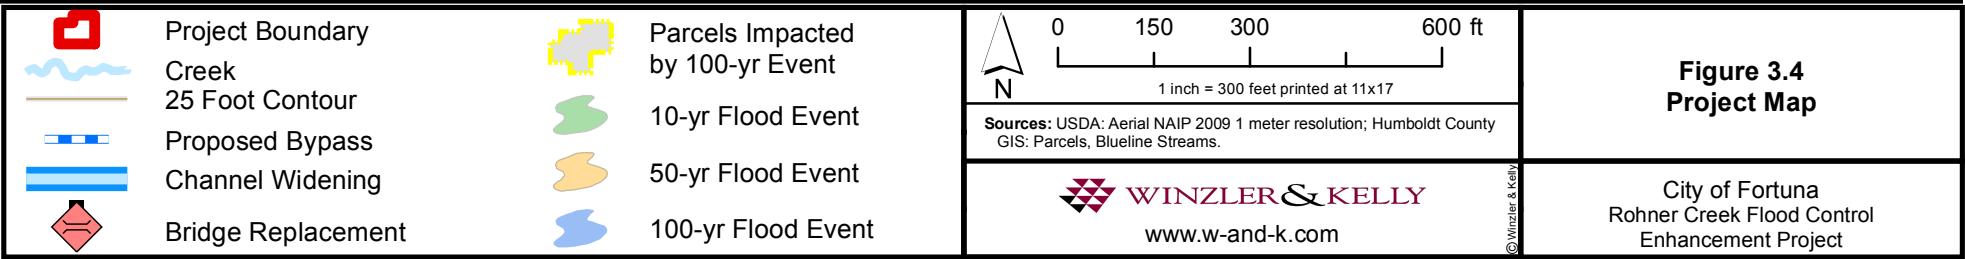 Project Boundary
Creek
25 Foot Contour
Proposed Bypass
Channel Widening
Bridge Replacement
Parcels Impacted
by 100-yr Event
10-yr Flood Event
50-yr Flood Event
100-yr Flood Event
N
0 150 300 600 ft
1 inch = 300 feet printed at 11x17
Sources: USDA: Aerial NAIP 2009 1 meter resolution; Humboldt County
GIS: Parcels, Blueline Streams.
WINZLER & KELLY
www.w-and-k.com
© Winzler & Kelly
Figure 3.4
Project Map
City of Fortuna
Rohner Creek Flood Control
Enhancement Project